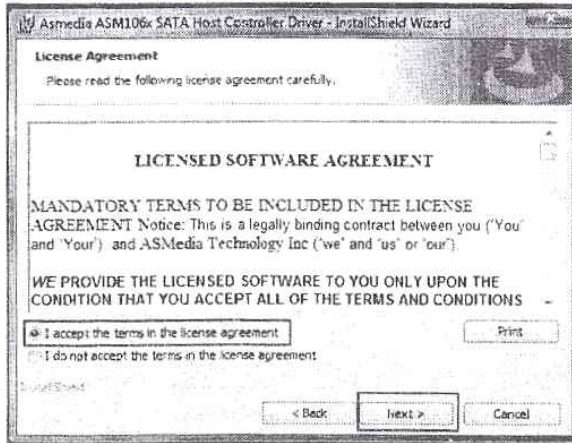 Asmedia ASM106x SATA Host Controller Driver - InstallShield Wizard
License Agreement
Please read the following license agreement carefully.
LICENSED SOFTWARE AGREEMENT
MANDATORY TERMS TO BE INCLUDED IN THE LICENSE
AGREEMENT Notice: This is a legally binding contract between you ('You'
and 'Your') and ASMedia Technology Inc ('we' and 'us' or 'our').
WE PROVIDE THE LICENSED SOFTWARE TO YOU ONLY UPON THE
CONDITION THAT YOU ACCEPT ALL OF THE TERMS AND CONDITIONS
I accept the terms in the license agreement
Print
I do not accept the terms in the license agreement
InstallShield
< Back
Next >
Cancel